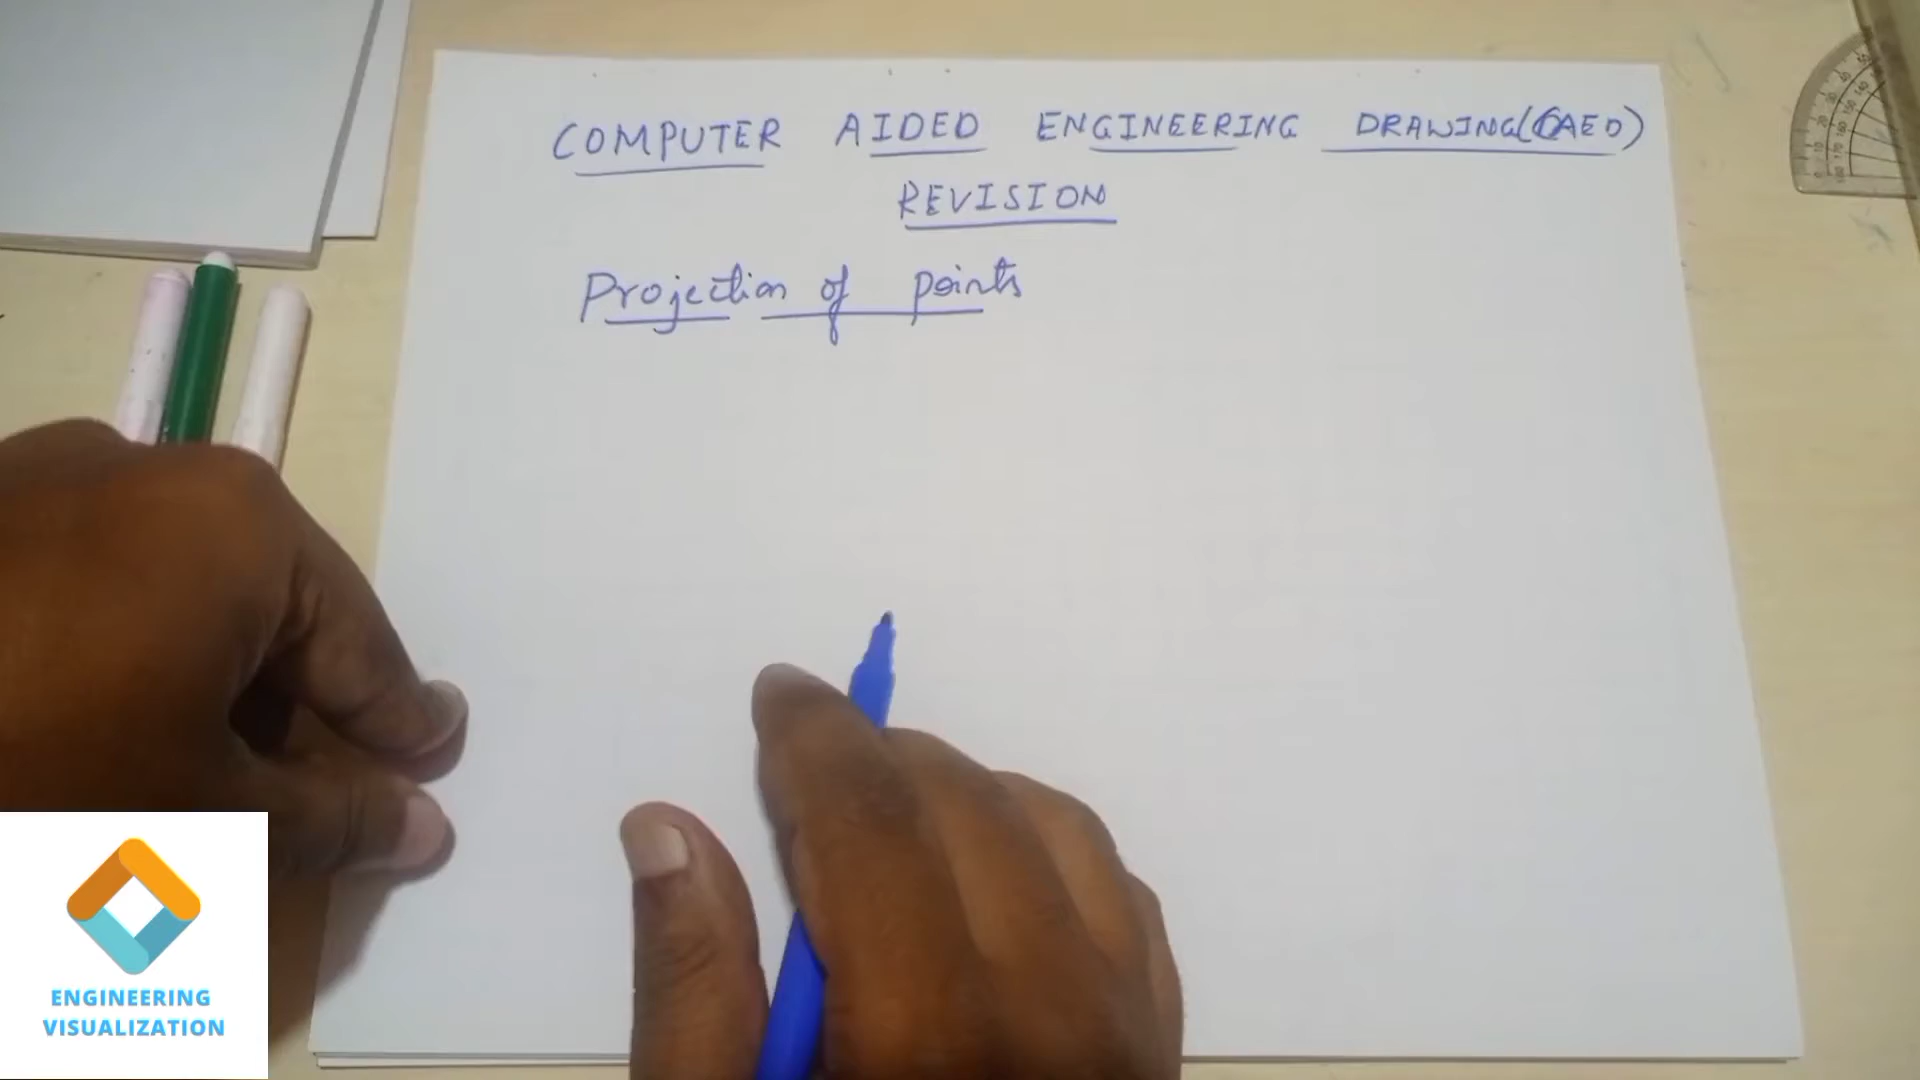 COMPUTER AIDED ENGINEERING DRAWING(CAED)
REVISION
Projection of points
ENGINEERING
VISUALIZATION